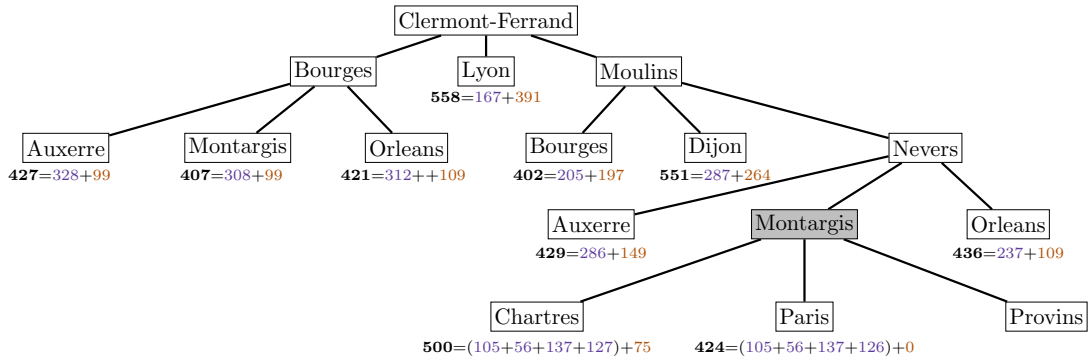 Clermont-Ferrand
Bourges
Lyon
Moulins
558=167+391
Auxerre
Montargis
Orleans
Bourges
Dijon
Nevers
427=328+99
407=308+99
421=312++109
402=205+197
551=287+264
Auxerre
Montargis
Orleans
429=286+149
436=237+109
Chartres
Paris
Provins
500=(105+56+137+127)+75
424=(105+56+137+126)+0